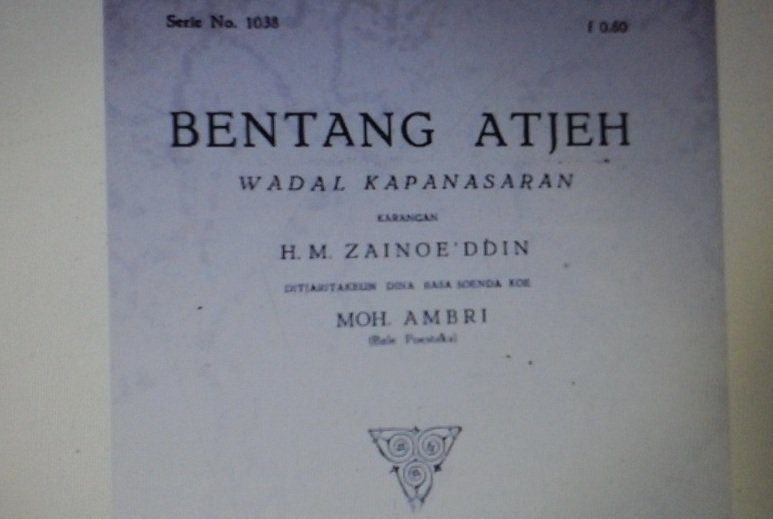 Serie No. 1038
f 0.60
BENTANG ATJEH
WADAL KAPANASARAN
KARANGAN
H. M. ZAINOE'DDIN
DITJARITAKEUN DINA BASA SOENDA KOE
MOH. AMBRI
(Bale Poestaka)